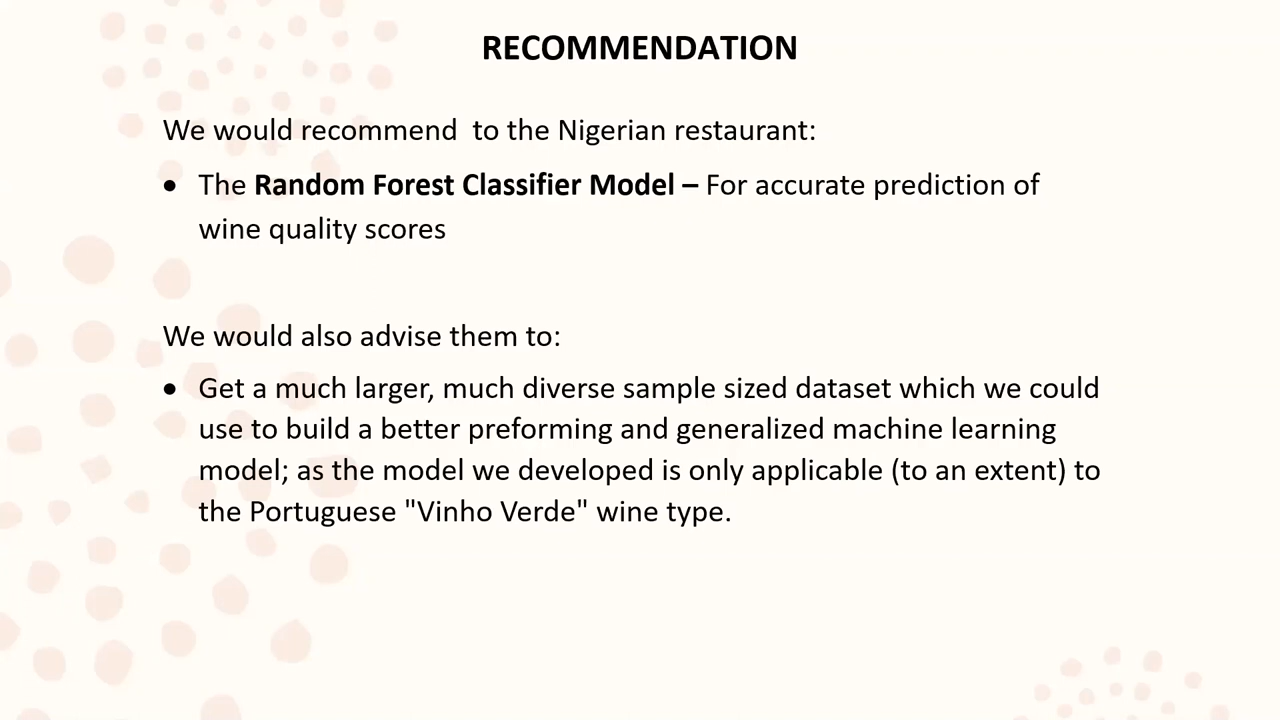 RECOMMENDATION
We would recommend  to the Nigerian restaurant:
• The Random Forest Classifier Model – For accurate prediction of
wine quality scores
We would also advise them to:
• Get a much larger, much diverse sample sized dataset which we could
use to build a better preforming and generalized machine learning
model; as the model we developed is only applicable (to an extent) to
the Portuguese "Vinho Verde" wine type.